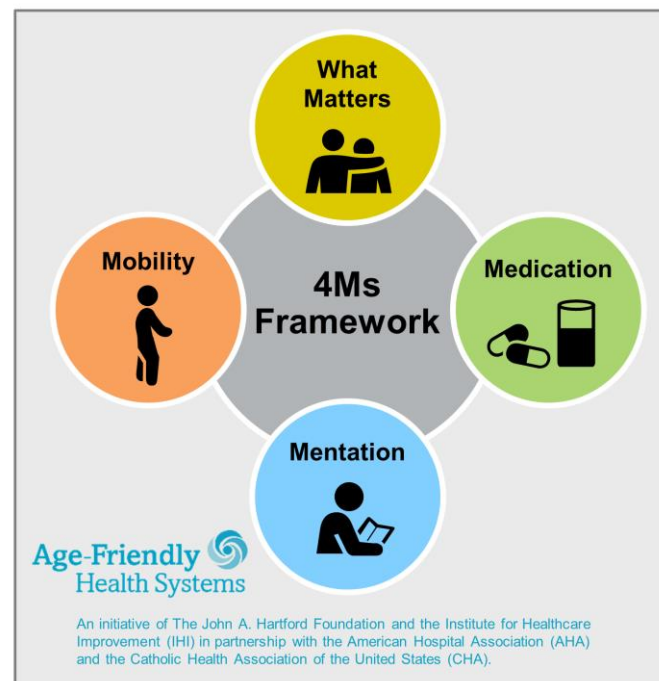 What
Matters
Mobility
4Ms
Framework
Medication
Mentation
Age-Friendly
Health Systems
An initiative of The John A. Hartford Foundation and the Institute for Healthcare
Improvement (IHI) in partnership with the American Hospital Association (AHA)
and the Catholic Health Association of the United States (CHA).